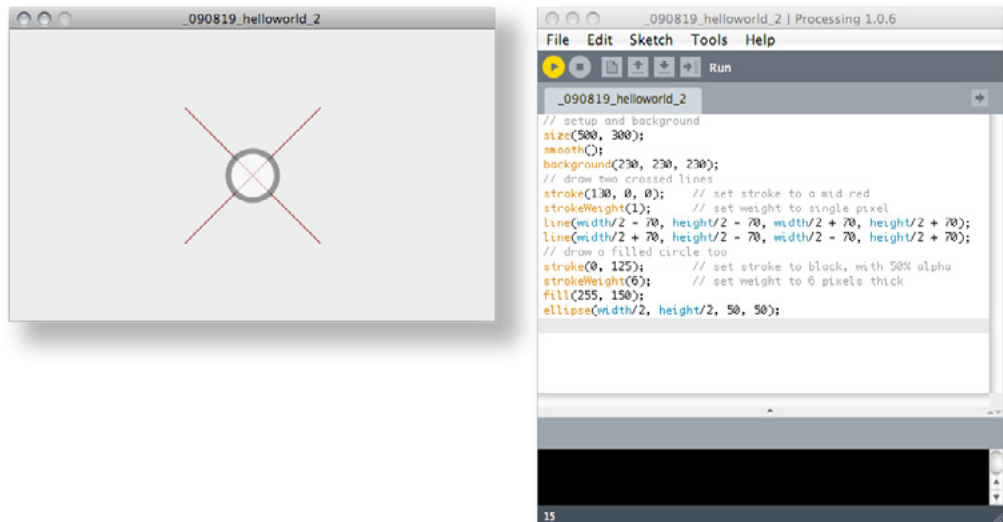 _090819_helloworld_2
_090819_helloworld_2 | Processing 1.0.6
File Edit Sketch Tools Help
Run
_090819_helloworld_2
// setup and background
size(500, 300);
smooth();
background(230, 230, 230);
// draw two crossed lines
stroke(130, 0, 0); // set stroke to a mid red
strokeWeight(1); // set weight to single pixel
line(width/2 - 70, height/2 - 70, width/2 + 70, height/2 + 70);
line(width/2 + 70, height/2 - 70, width/2 - 70, height/2 + 70);
// draw a filled circle too
stroke(0, 125); // set stroke to black, with 50% alpha
strokeWeight(6); // set weight to 6 pixels thick
fill(255, 150);
ellipse(width/2, height/2, 50, 50);
15